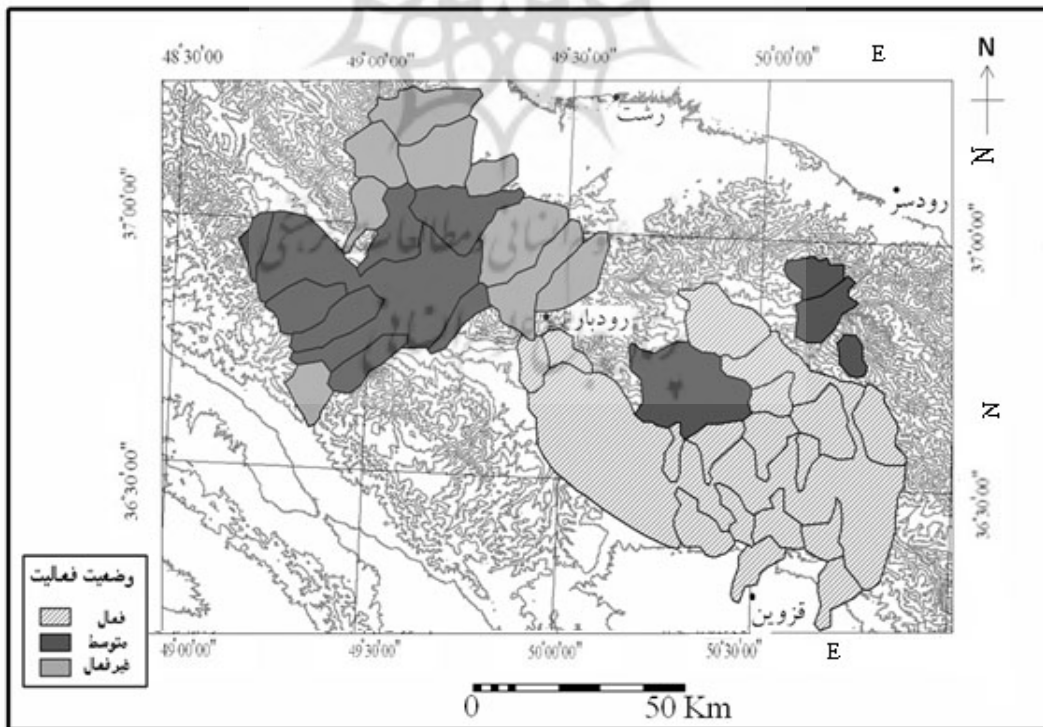 48°30'00"
49°00'00"
49°30'00"
50°00'00"
E
N
رشت
N
رودسر
37°00'00"
37°00'00"
رودبار
۲
N
36°30'00"
36°30'00"
وضعیت فعالیت
فعال
متوسط
غیرفعال
قزوین
49°00'00"
49°30'00"
50°00'00"
50°30'00"
E
0
50 Km